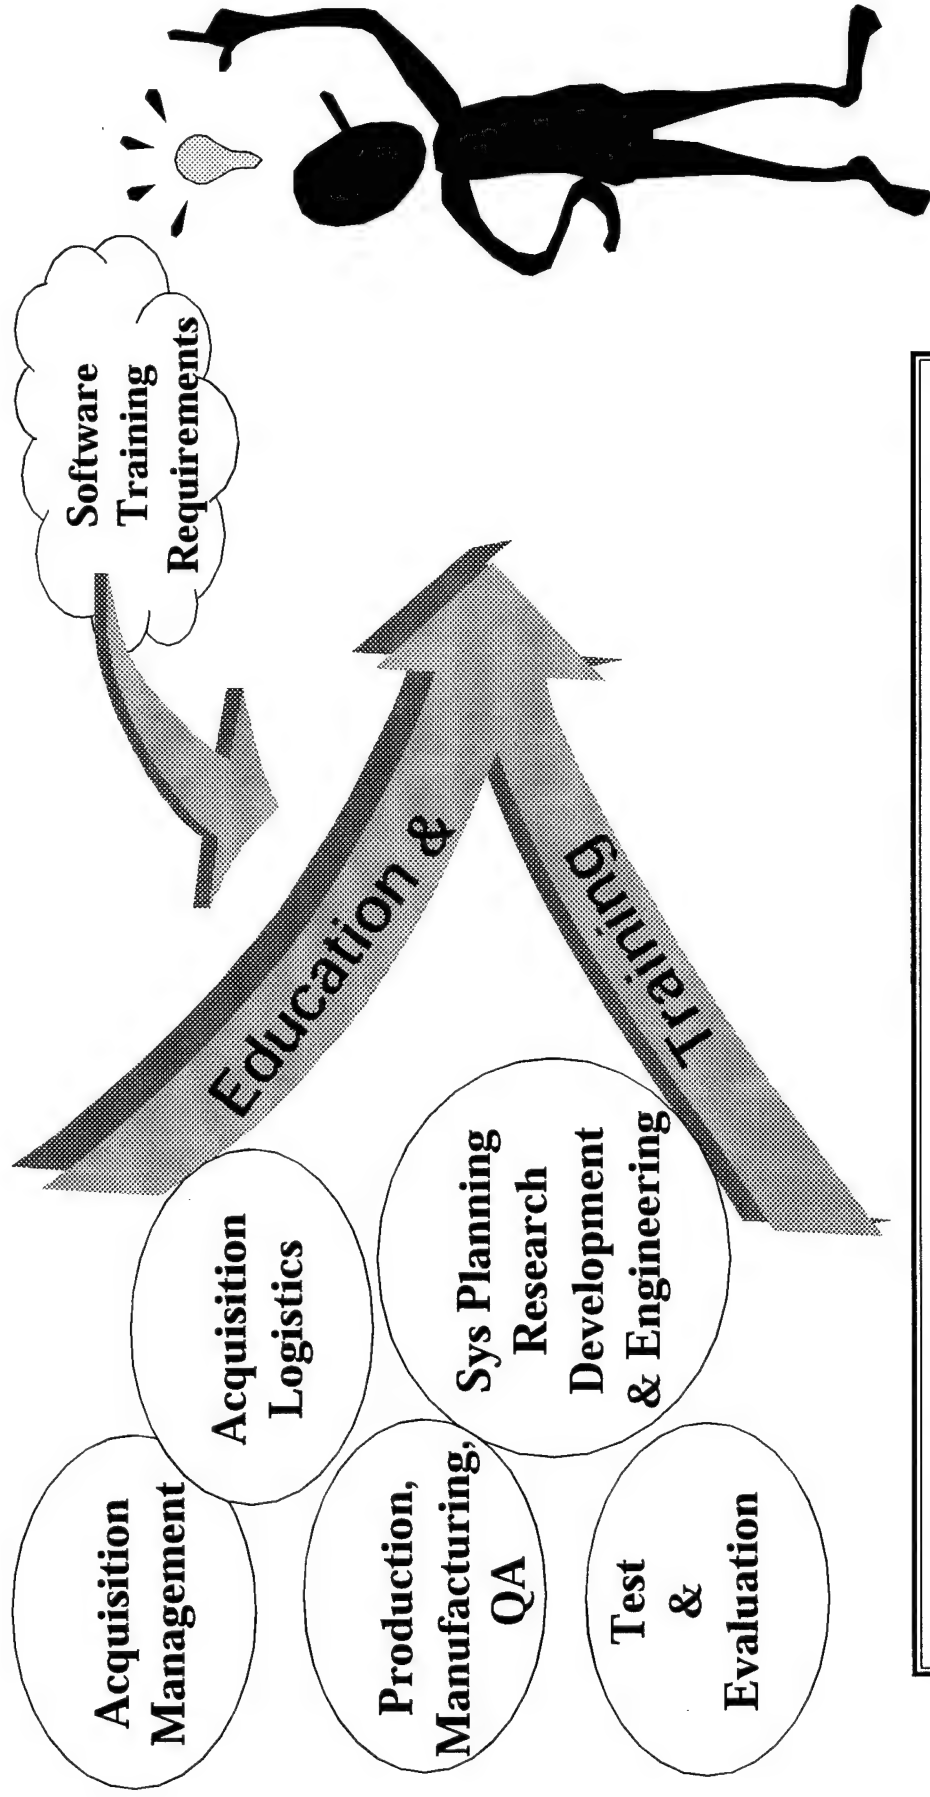 Software
Training
Requirements
Education &
Training
Acquisition
Management
Acquisition
Logistics
Production,
Manufacturing,
QA
Sys Planning
Research
Development
& Engineering
Test
&
Evaluation